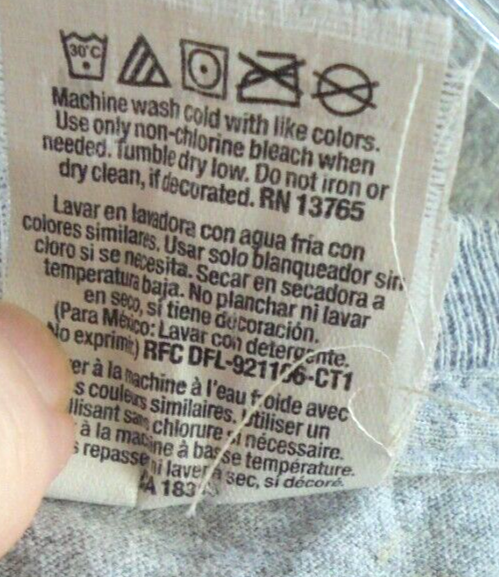 30°C
Machine wash cold with like colors.
Use only non-chlorine bleach when
needed. Tumble dry low. Do not iron or
dry clean, if decorated. RN 13765
Lavar en lavadora con agua fría con
colores similares. Usar solo blanqueador sin
cloro si se necesita. Secar en secadora a
temperatura baja. No planchar ni lavar
en seco, si tiene decoración.
(Para México: Lavar con detergente.
No exprimir.) RFC DFL-921196-CT1
ver à la machine à l'eau froide avec
s couleurs similaires. Utiliser un
ilisant sans chlorure si nécessaire.
à la machine à basse température.
s repasser ni laver à sec, si décoré.
A 183